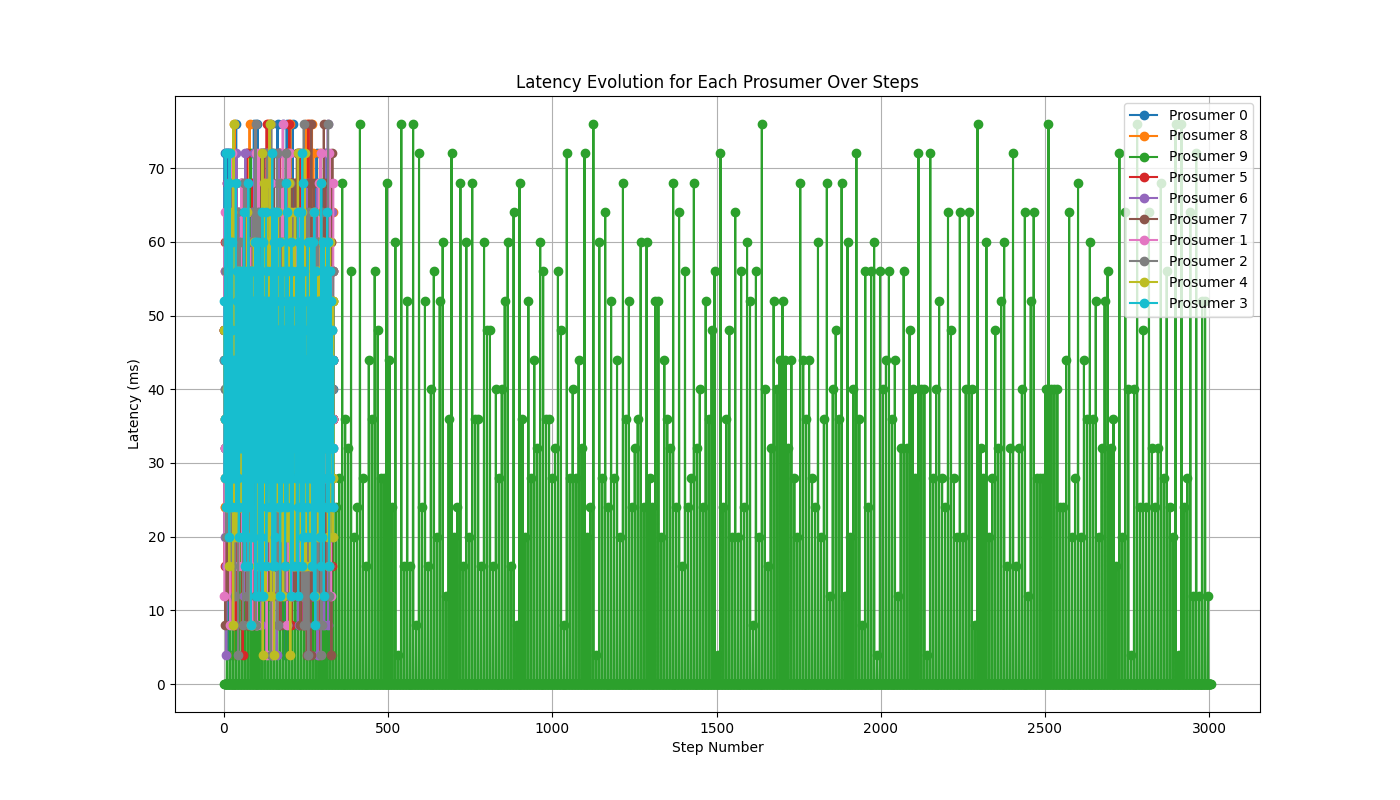 Latency Evolution for Each Prosumer Over Steps
Prosumer 0
Prosumer 8
Prosumer 9
Prosumer 5
Prosumer 6
Prosumer 7
Prosumer 1
Prosumer 2
Prosumer 4
Prosumer 3
70
60
50
40
30
20
10
0
Latency (ms)
0
500
1000
1500
2000
2500
3000
Step Number